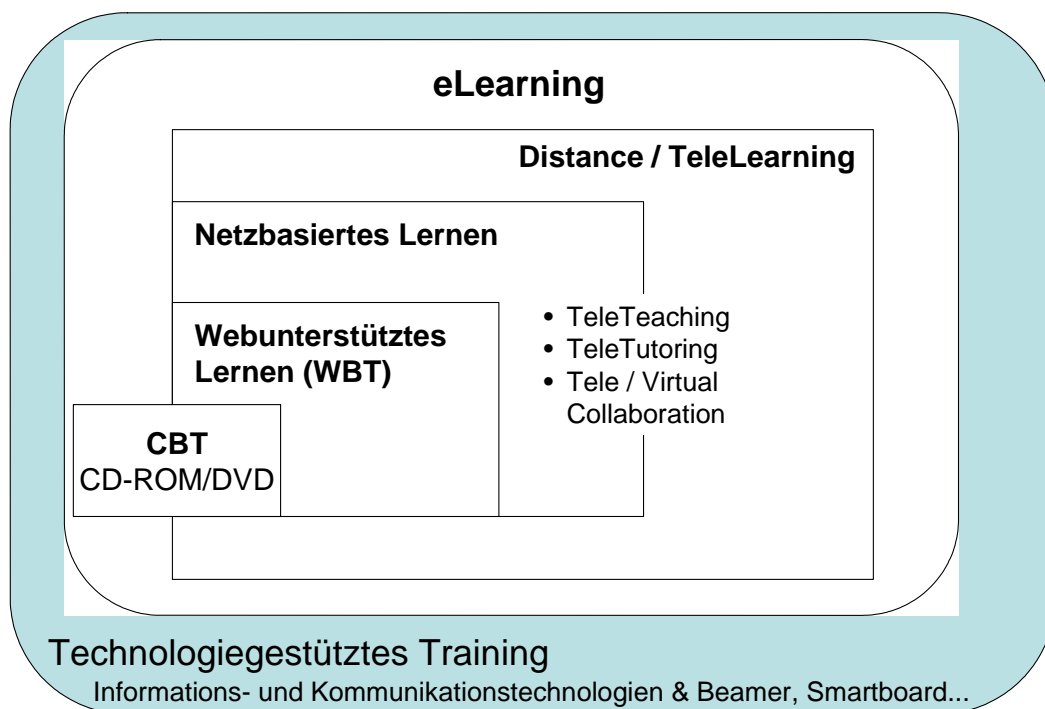 eLearning
Distance / TeleLearning
Netzbasiertes Lernen
Webunterstütztes
Lernen (WBT)
• TeleTeaching
• TeleTutoring
• Tele / Virtual
Collaboration
CBT
CD-ROM/DVD
Technologiegestütztes Training
Informations- und Kommunikationstechnologien & Beamer, Smartboard...